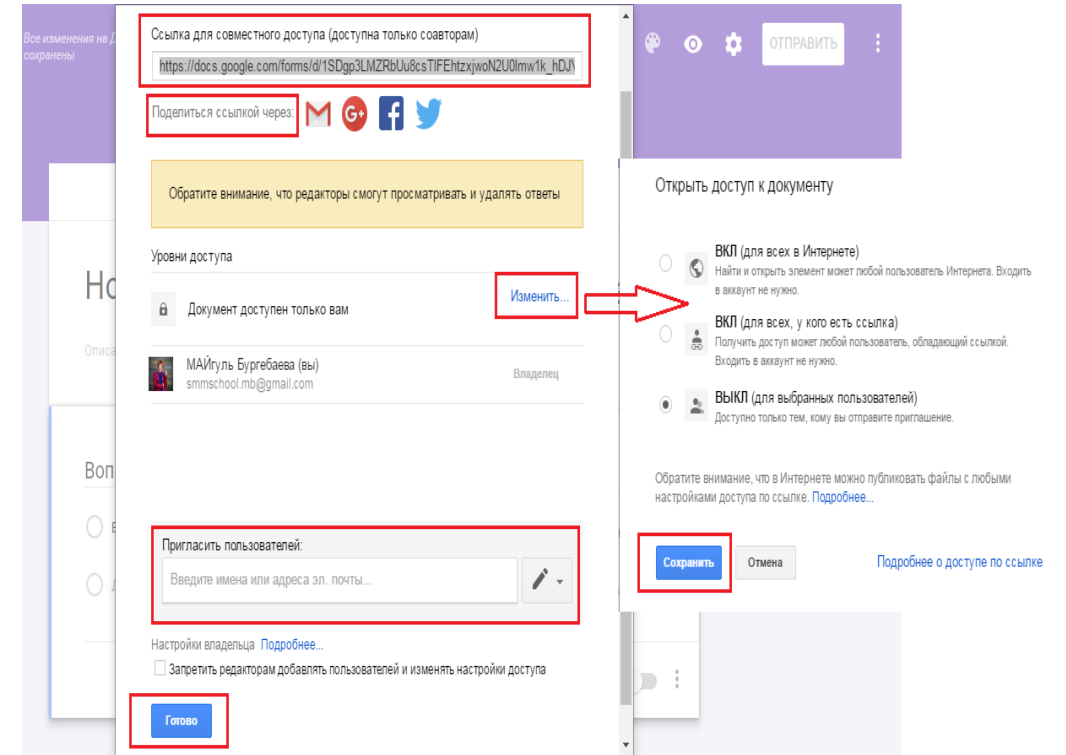 Все изменения на Д
сохранены
Ссылка для совместного доступа (доступна только соавторам)
ОТПРАВИТЬ
Поделиться ссылкой через:
G+
Обратите внимание, что редакторы смогут просматривать и удалять ответы
Уровни доступа
Изменить...
Документ доступен только вам
МАЙгуль Бургебаева (вы)
smmschool.mb@gmail.com
Владелец
Но
Описа
Воп
Пригласить пользователей:
Введите имена или адреса эл. почты...
Настройки владельца Подробнее...
Запретить редакторам добавлять пользователей и изменять настройки доступа
Готово
Открыть доступ к документу
ВКЛ (для всех в Интернете)
Найти и открыть элемент может любой пользователь Интернета. Входить
в аккаунт не нужно.
ВКЛ (для всех, у кого есть ссылка)
Получить доступ может любой пользователь, обладающий ссылкой.
Входить в аккаунт не нужно.
ВЫКЛ (для выбранных пользователей)
Доступно только тем, кому вы отправите приглашение.
Обратите внимание, что в Интернете можно публиковать файлы с любыми
настройками доступа по ссылке. Подробнее...
Сохранить
Отмена
Подробнее о доступе по ссылке